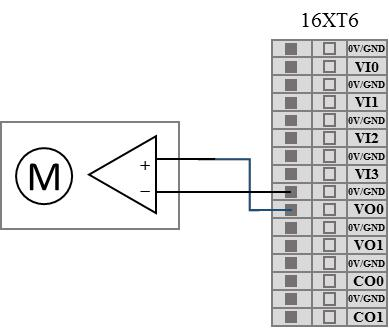 16XT6
0V/GND
VI0
0V/GND
VI1
0V/GND
VI2
0V/GND
VI3
0V/GND
VO0
0V/GND
VO1
0V/GND
CO0
0V/GND
CO1
M
+
−